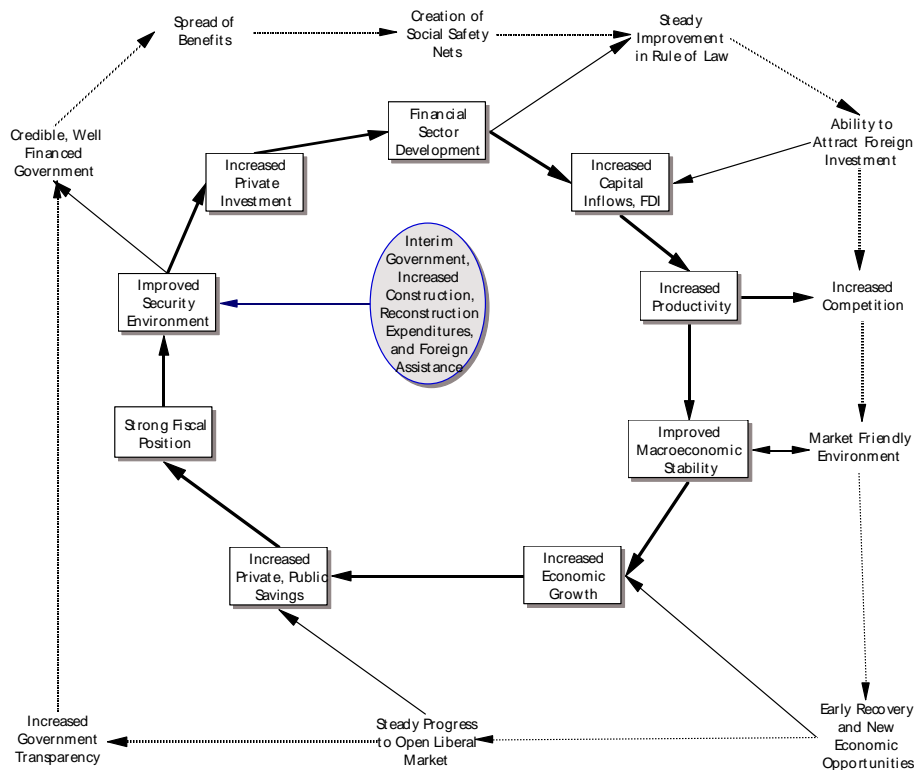 Spread of
Benefits
Creation of
Social Safety
Nets
Steady
Improvement
in Rule of Law
Credible, Well
Financed
Government
Financial
Sector
Development
Ability to
Attract Foreign
Investment
Increased
Private
Investment
Increased
Capital
Inflows, FDI
Interim
Government,
Increased
Construction,
Reconstruction
Expenditures,
and Foreign
Assistance
Improved
Security
Environment
Increased
Productivity
Increased
Competition
Strong Fiscal
Position
Improved
Macroeconomic
Stability
Market Friendly
Environment
Increased
Private, Public
Savings
Increased
Economic
Growth
Increased
Government
Transparency
Steady Progress
to Open Liberal
Market
Early Recovery
and New
Economic
Opportunities